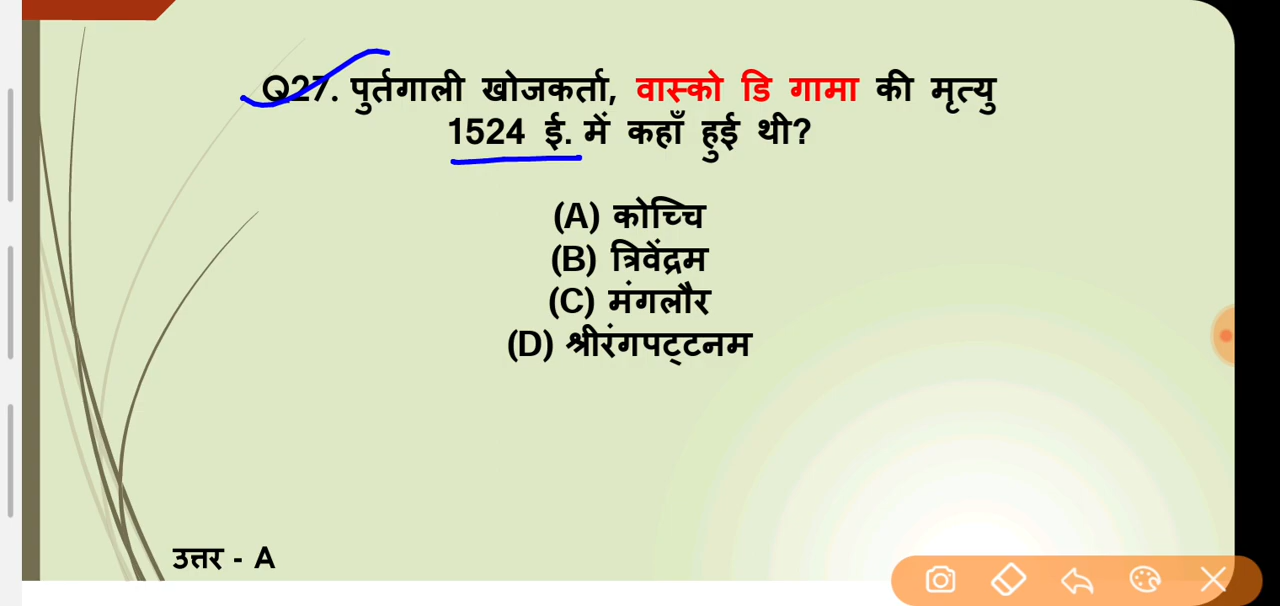 Q27. पुर्तगाली खोजकर्ता, वास्को डि गामा की मृत्यु
1524 ई. में कहाँ हुई थी?
(A) कोच्चि
(B) त्रिवेंद्रम
(C) मंगलौर
(D) श्रीरंगपट्टनम
उत्तर - A